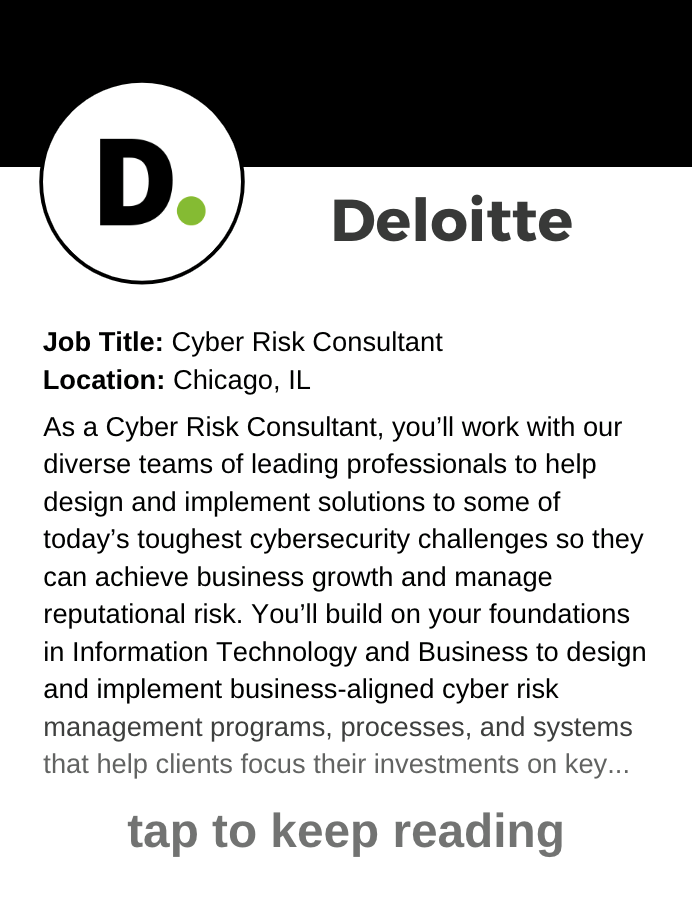 D.
Deloitte
Job Title: Cyber Risk Consultant
Location: Chicago, IL
As a Cyber Risk Consultant, you’ll work with our
diverse teams of leading professionals to help
design and implement solutions to some of
today’s toughest cybersecurity challenges so they
can achieve business growth and manage
reputational risk. You’ll build on your foundations
in Information Technology and Business to design
and implement business-aligned cyber risk
management programs, processes, and systems
that help clients focus their investments on key...
tap to keep reading